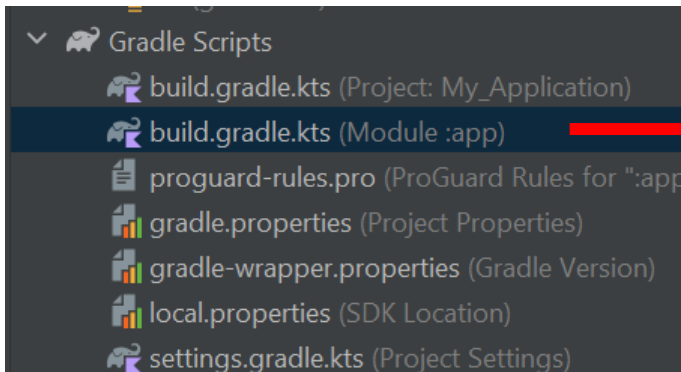 Gradle Scripts
build.gradle.kts (Project: My_Application)
build.gradle.kts (Module :app)
proguard-rules.pro (ProGuard Rules for ":app
gradle.properties (Project Properties)
gradle-wrapper.properties (Gradle Version)
local.properties (SDK Location)
settings.gradle.kts (Project Settings)